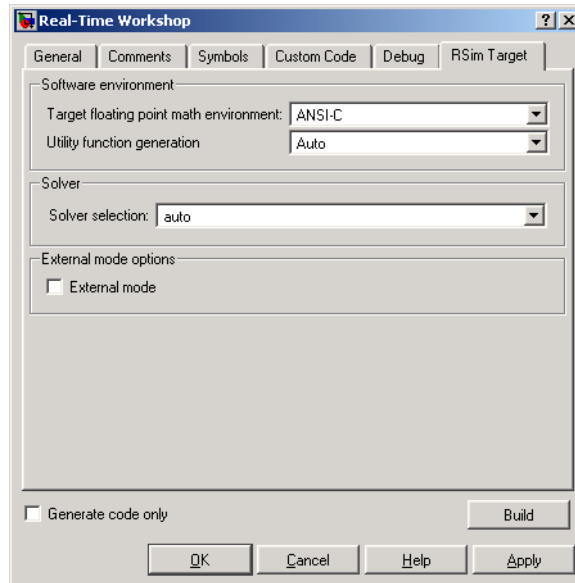 Real-Time Workshop
General Comments Symbols Custom Code Debug RSim Target
Software environment
Target floating point math environment: ANSI-C
Utility function generation Auto
Solver
Solver selection: auto
External mode options
External mode
Generate code only Build
OK Cancel Help Apply